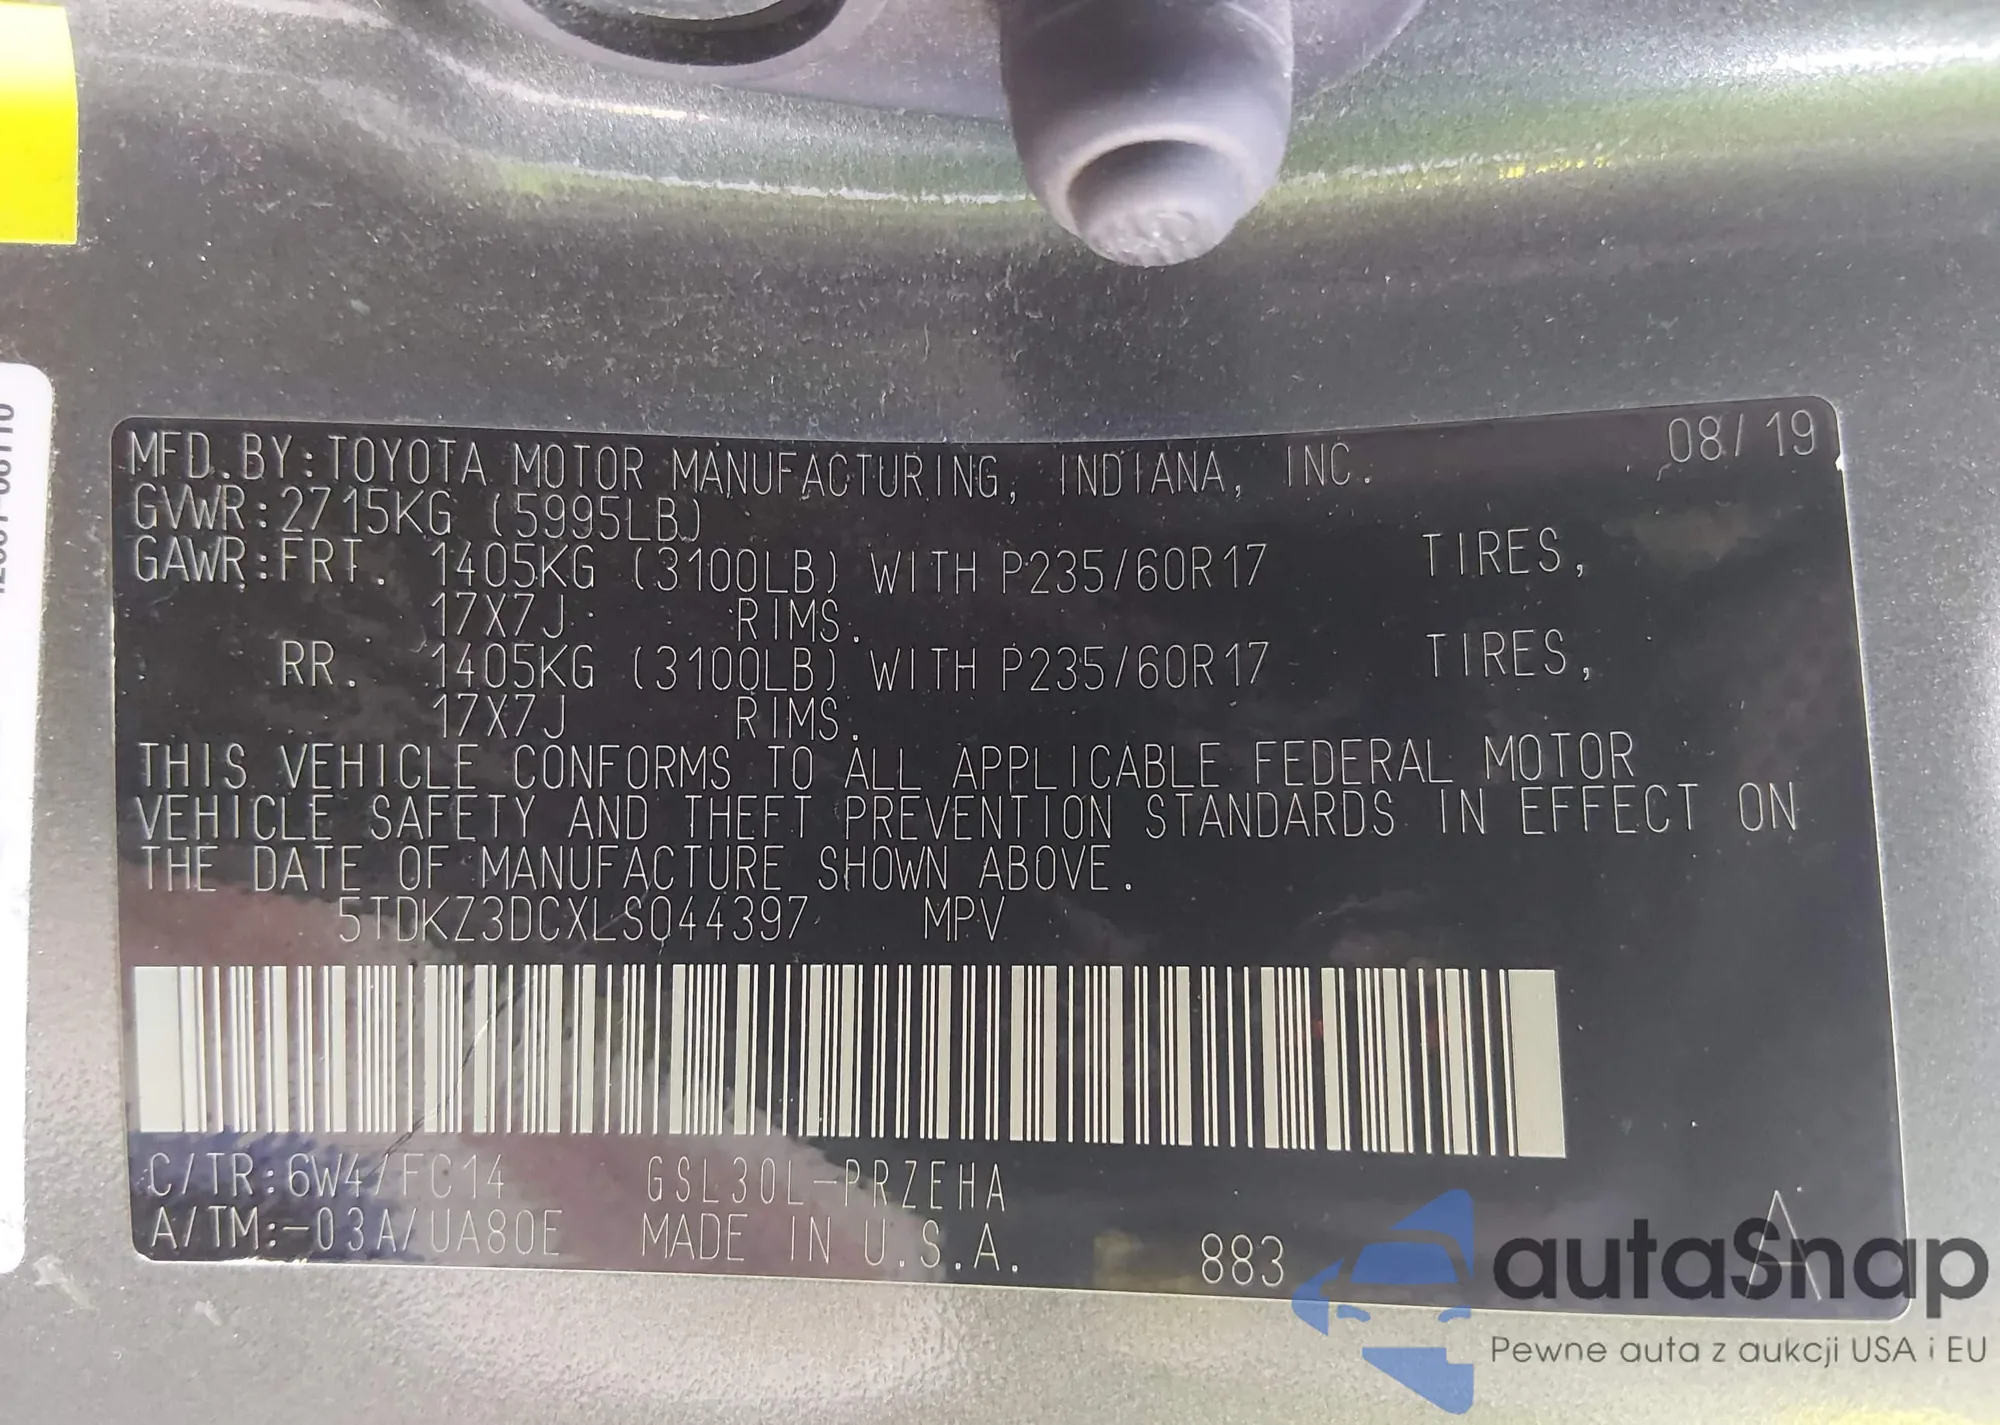 MFD.BY:TOYOTA MOTOR MANUFACTURING, INDIANA, INC. 08/19
GVWR:2715KG (5995LB)
GAWR:FRT. 1405KG (3100LB) WITH P235/60R17 TIRES,
17X7J RIMS.
RR. 1405KG (3100LB) WITH P235/60R17 TIRES,
17X7J RIMS.
THIS VEHICLE CONFORMS TO ALL APPLICABLE FEDERAL MOTOR
VEHICLE SAFETY AND THEFT PREVENTION STANDARDS IN EFFECT ON
THE DATE OF MANUFACTURE SHOWN ABOVE.
5TDKZ3DCXLS044397 MPV
C/TR:6W4/FC14 GSL30L-PRZEHA
A/TM:-03A/UA80E MADE IN U.S.A. 883 A
autoSnap
Pewne auta z aukcji USA i EU